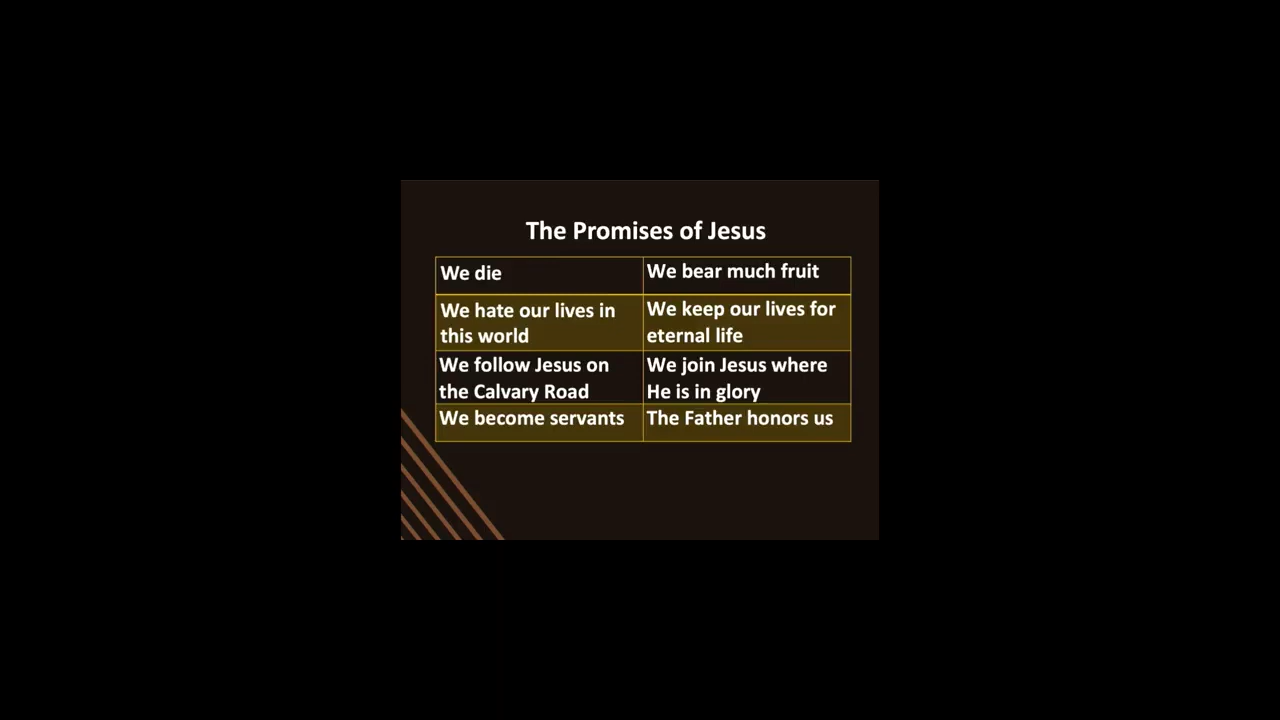 The Promises of Jesus
We die
We bear much fruit
We hate our lives in
this world
We keep our lives for
eternal life
We follow Jesus on
the Calvary Road
We join Jesus where
He is in glory
We become servants
The Father honors us